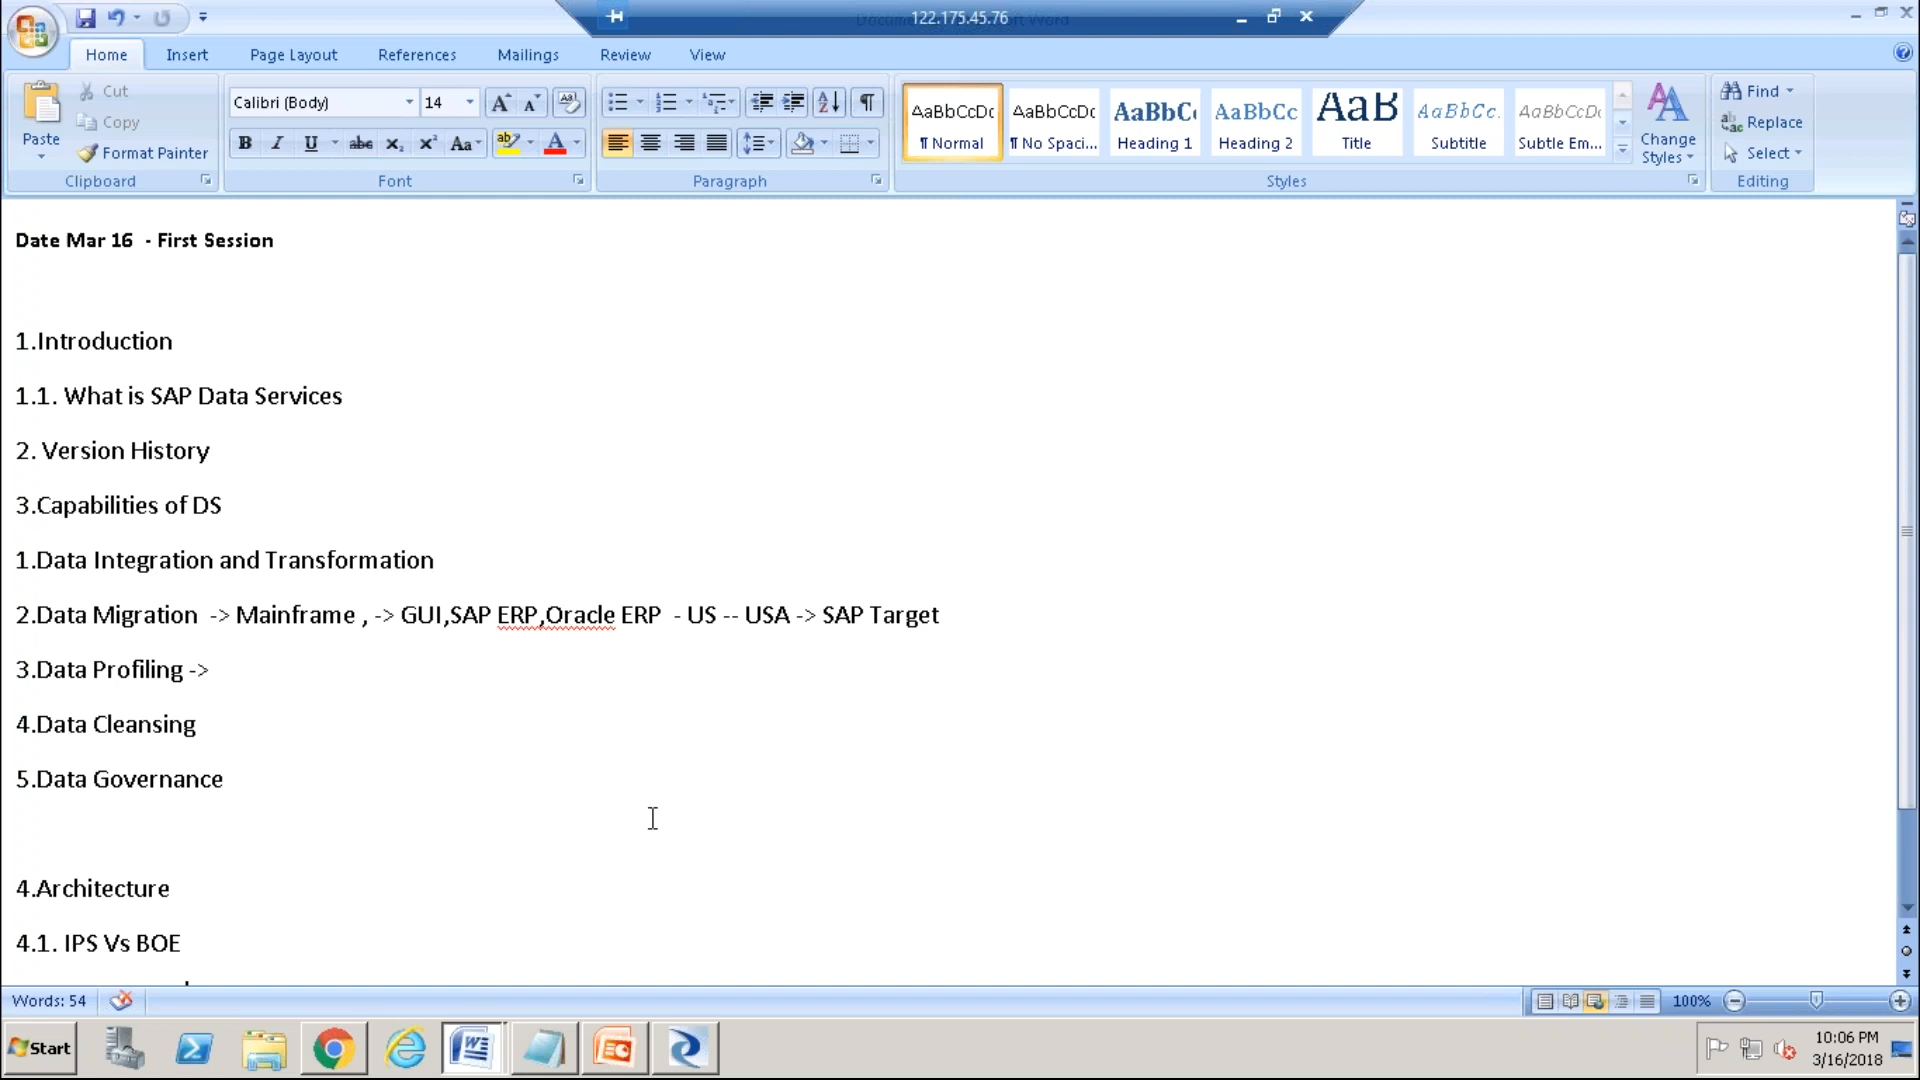 122.175.45.76
Home Insert Page Layout References Mailings Review View
Paste
Cut
Copy
Format Painter
Clipboard
Calibri (Body) 14
Font
Paragraph
AaBbCcDc AaBbCcDc AaBbC AaBbCc AaB AaBbCc. AaBbCcDc
¶ Normal ¶ No Spaci... Heading 1 Heading 2 Title Subtitle Subtle Em...
Change
Styles
Styles
Find
Replace
Select
Editing
Date Mar 16 - First Session
1.Introduction
1.1. What is SAP Data Services
2. Version History
3.Capabilities of DS
1.Data Integration and Transformation
2.Data Migration -> Mainframe , -> GUI,SAP ERP,Oracle ERP - US -- USA -> SAP Target
3.Data Profiling ->
4.Data Cleansing
5.Data Governance
4.Architecture
4.1. IPS Vs BOE
Words: 54
100%
Start
10:06 PM
3/16/2018